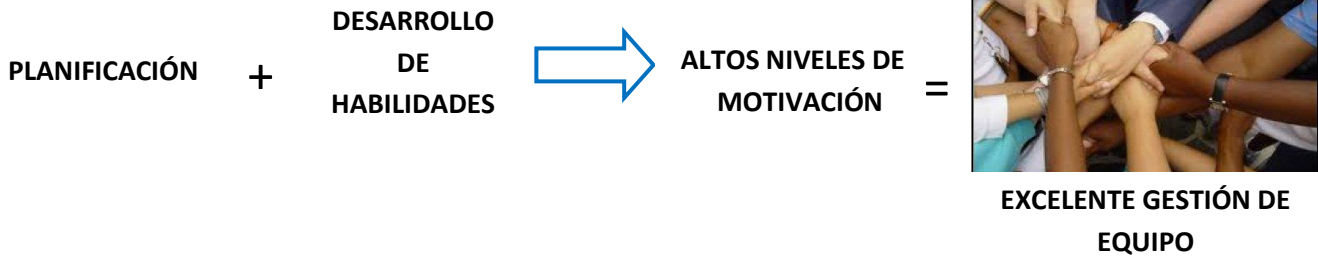 PLANIFICACIÓN
+
DESARROLLO
DE
HABILIDADES
ALTOS NIVELES DE
MOTIVACIÓN
=
EXCELENTE GESTIÓN DE
EQUIPO